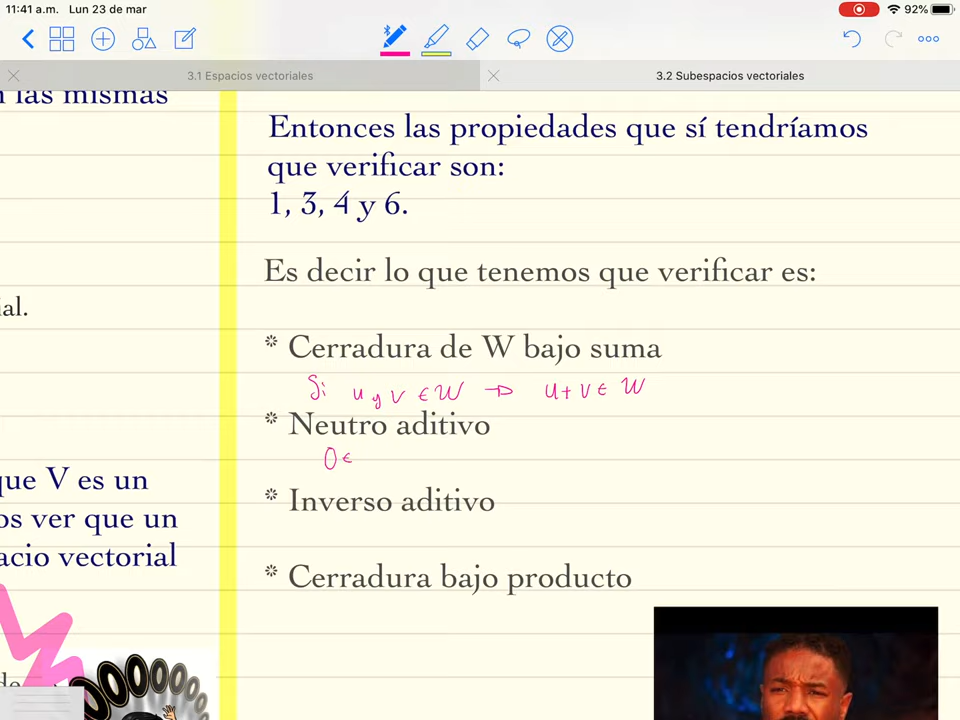 11:41 a.m. Lun 23 de mar
92%
3.1 Espacios vectoriales
3.2 Subespacios vectoriales
n las mismas
ial.
que V es un
os ver que un
acio vectorial
de
Entonces las propiedades que sí tendríamos
que verificar son:
1, 3, 4 y 6.
Es decir lo que tenemos que verificar es:
* Cerradura de W bajo suma
Si u y v ∈ W → u + v ∈ W
* Neutro aditivo
0 ∈
* Inverso aditivo
* Cerradura bajo producto